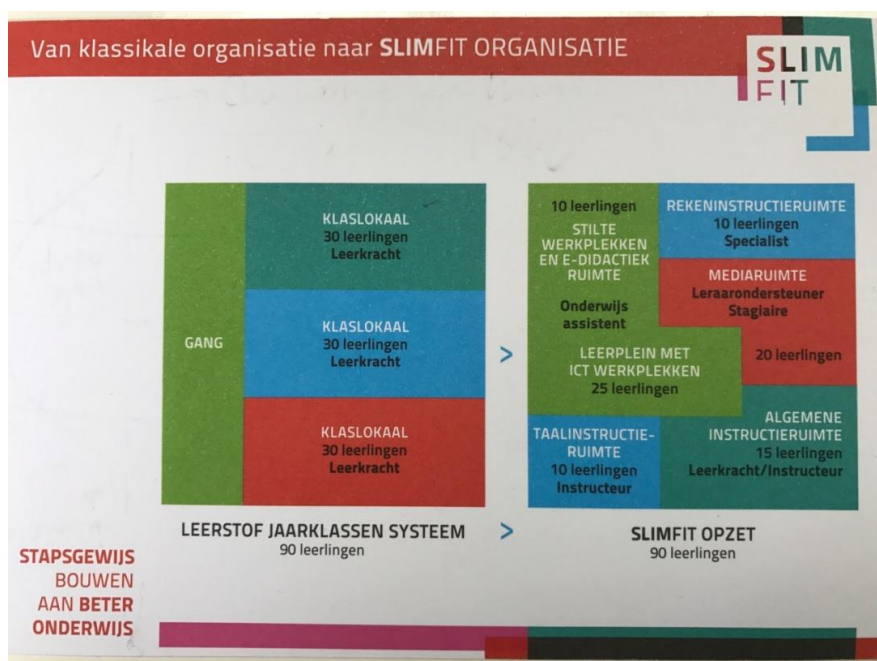 Van klassikale organisatie naar SLIMFIT ORGANISATIE
SLIM
FIT
GANG
KLASLOKAAL
30 leerlingen
Leerkracht
KLASLOKAAL
30 leerlingen
Leerkracht
KLASLOKAAL
30 leerlingen
Leerkracht
LEERSTOF JAARKLASSEN SYSTEEM
90 leerlingen
>
>
10 leerlingen
STILTE
WERKPLEKKEN
EN E-DIDACTIEK
RUIMTE
Onderwijs
assistent
REKENINSTRUCTIERUIMTE
10 leerlingen
Specialist
MEDIARUIMTE
Leraarondersteuner
Stagiaire
20 leerlingen
LEERPLEIN MET
ICT WERKPLEKKEN
25 leerlingen
TAALINSTRUCTIE-
RUIMTE
10 leerlingen
Instructeur
ALGEMENE
INSTRUCTIERUIMTE
15 leerlingen
Leerkracht/Instructeur
SLIMFIT OPZET
90 leerlingen
STAPSGEWIJS
BOUWEN
AAN BETER
ONDERWIJS